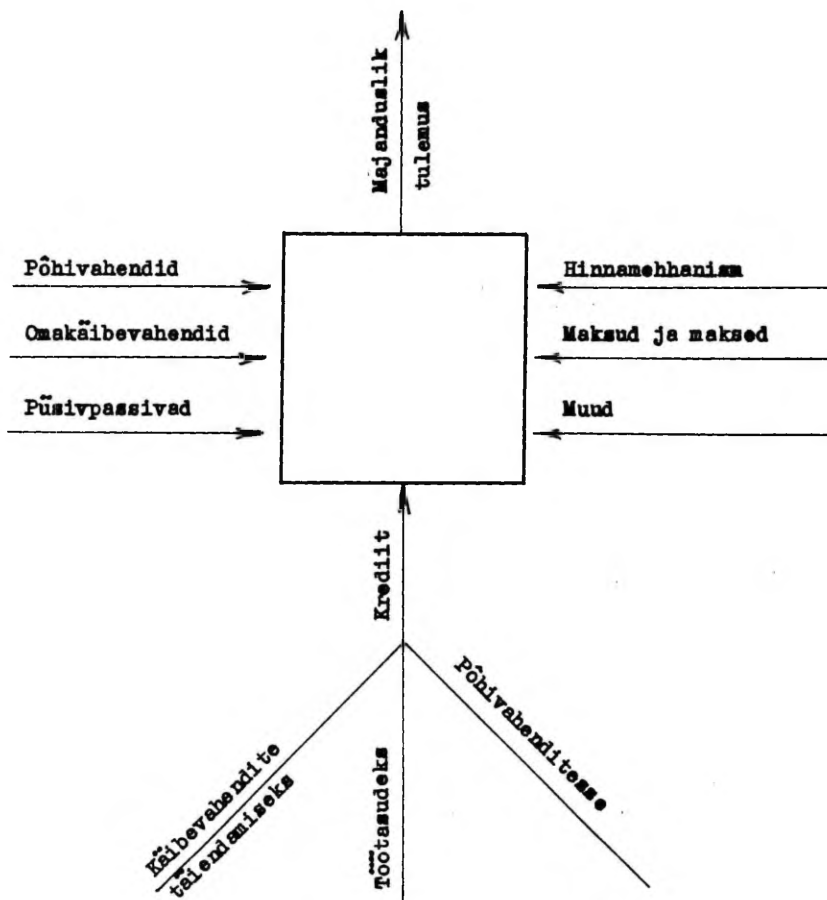 Majanduslik
tulemus
Põhivahendid
Omakäibevahendid
Püsivpassivad
Hinnamehhanism
Maksud ja maksed
Muud
Krediit
Käibevahendite
täiendamiseks
Töötasudeks
Põhivahenditesse